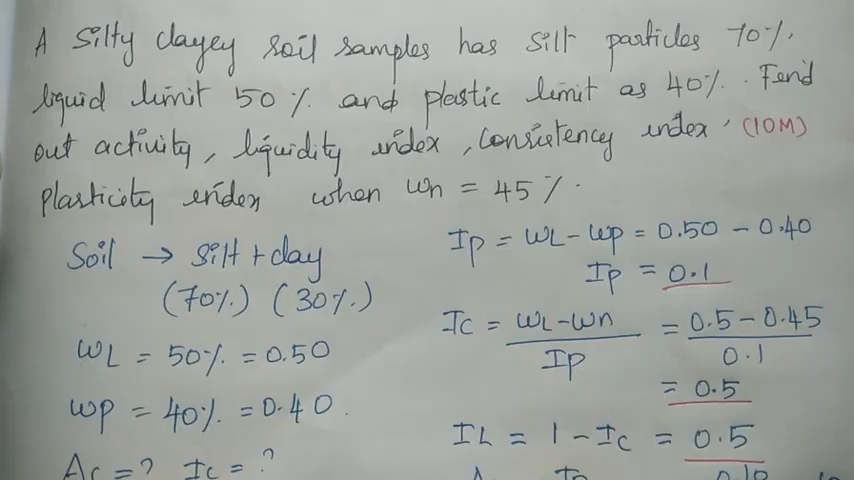 A Silty clayey soil samples has Silt particles 70%.
liquid limit 50% and plastic limit as 40%. Fend
out activity, liquidity index, consistency index, (10M)
plasticity index when wn = 45%.
Soil → Silt + clay
(70%.) (30%.)
WL = 50% = 0.50
wp = 40% = 0.40.
Ac = ? Ic = ?
Ip = WL - wp = 0.50 - 0.40
Ip = 0.1
Ic = WL - wn / Ip = 0.5 - 0.45 / 0.1
= 0.5
IL = 1 - Ic = 0.5